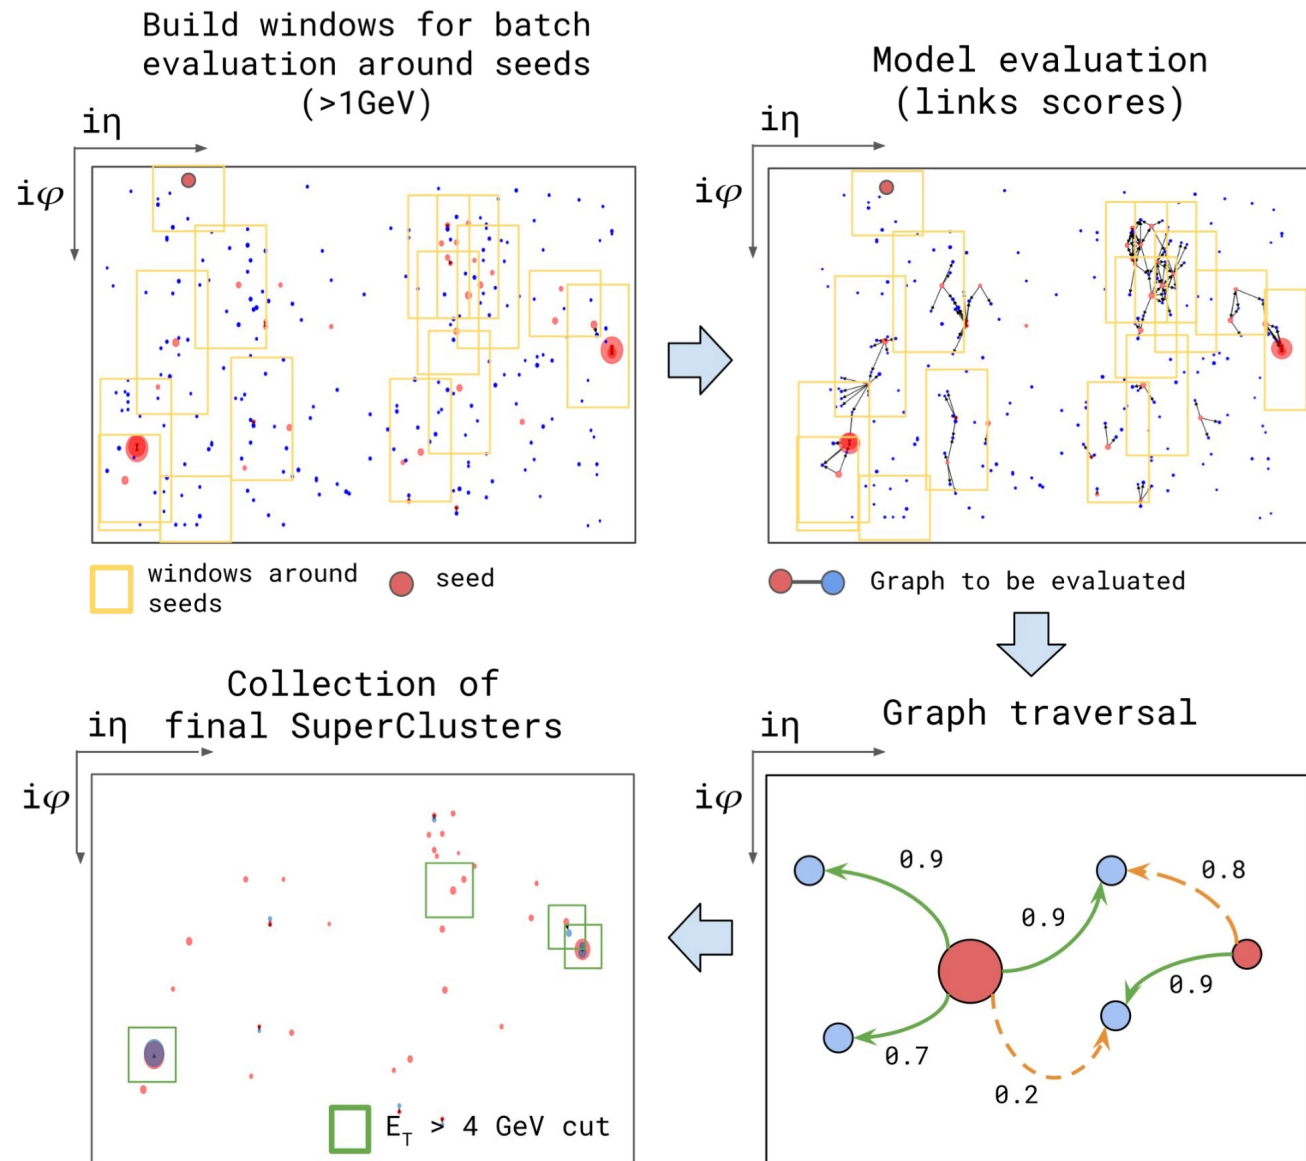 Build windows for batch
evaluation around seeds
(>1GeV)
iη
iφ
windows around
seeds
seed
Model evaluation
(links scores)
iη
iφ
Graph to be evaluated
Graph traversal
iη
iφ
0.9
0.8
0.9
0.9
0.7
0.2
Collection of
final SuperClusters
iη
iφ
E_T > 4 GeV cut